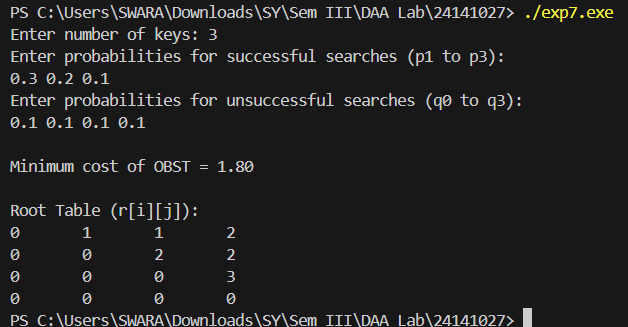 PS C:\Users\SWARA\Downloads\SY\Sem III\DAA Lab\24141027> ./exp7.exe
Enter number of keys: 3
Enter probabilities for successful searches (p1 to p3):
0.3 0.2 0.1
Enter probabilities for unsuccessful searches (q0 to q3):
0.1 0.1 0.1 0.1
Minimum cost of OBST = 1.80
Root Table (r[i][j]):
0 1 1 2
0 0 2 2
0 0 0 3
0 0 0 0
PS C:\Users\SWARA\Downloads\SY\Sem III\DAA Lab\24141027>